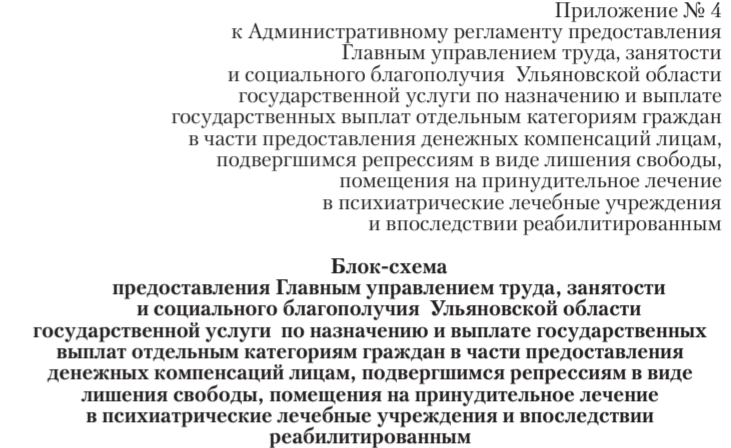 Приложение № 4
к Административному регламенту предоставления
Главным управлением труда, занятости
и социального благополучия Ульяновской области
государственной услуги по назначению и выплате
государственных выплат отдельным категориям граждан
в части предоставления денежных компенсаций лицам,
подвергшимся репрессиям в виде лишения свободы,
помещения на принудительное лечение
в психиатрические лечебные учреждения
и впоследствии реабилитированным
Блок-схема
предоставления Главным управлением труда, занятости
и социального благополучия Ульяновской области
государственной услуги по назначению и выплате государственных
выплат отдельным категориям граждан в части предоставления
денежных компенсаций лицам, подвергшимся репрессиям в виде
лишения свободы, помещения на принудительное лечение
в психиатрические лечебные учреждения и впоследствии
реабилитированным